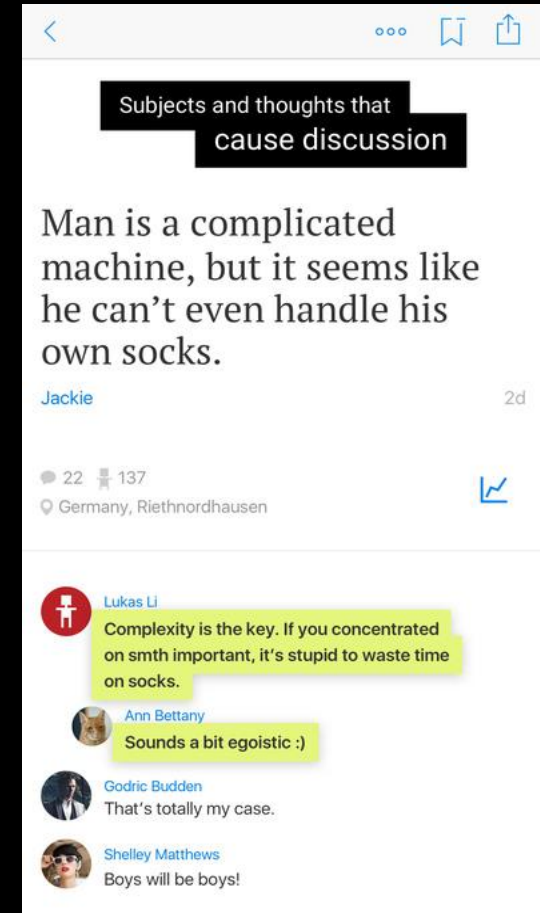 Subjects and thoughts that
cause discussion
Man is a complicated
machine, but it seems like
he can’t even handle his
own socks.
Jackie 2d
22 137
Germany, Riethnordhausen
Lukas Li
Complexity is the key. If you concentrated
on smth important, it’s stupid to waste time
on socks.
Ann Bettany
Sounds a bit egoistic :)
Godric Budden
That’s totally my case.
Shelley Matthews
Boys will be boys!